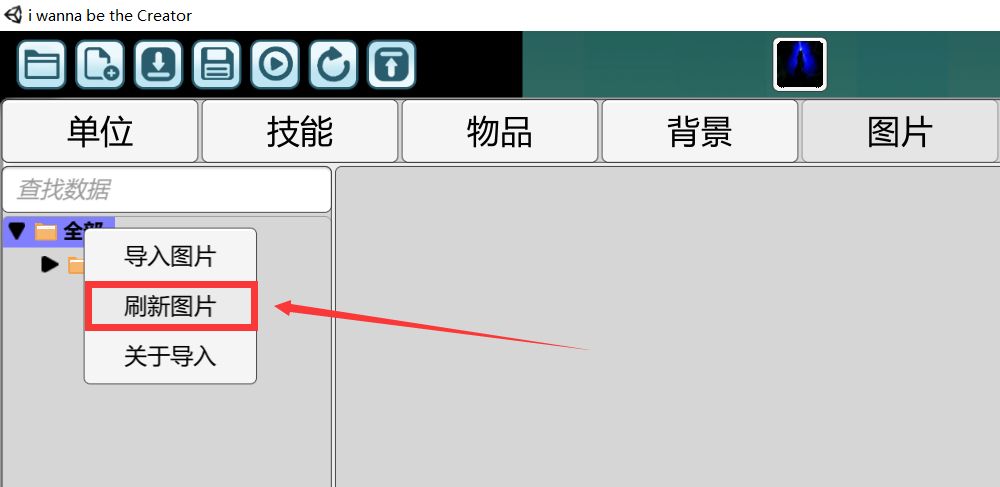 i wanna be the Creator
单位
技能
物品
背景
图片
查找数据
全部
导入图片
刷新图片
关于导入